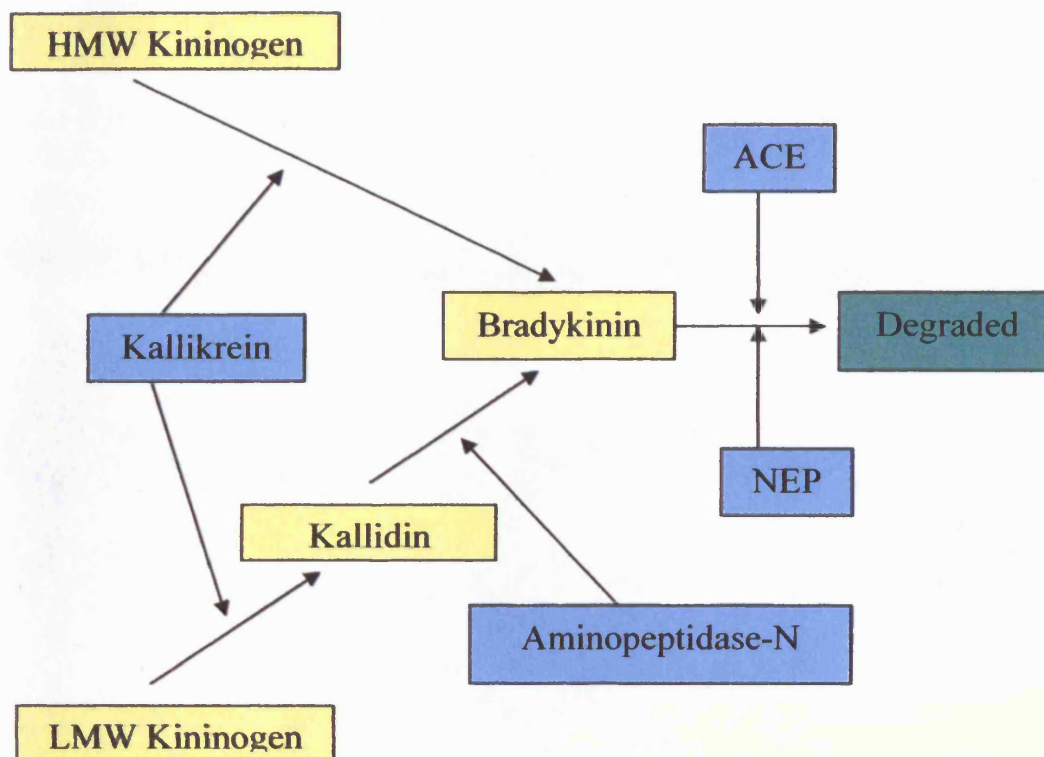 HMW Kininogen
ACE
Kallikrein
Bradykinin
Degraded
NEP
Kallidin
Aminopeptidase-N
LMW Kininogen